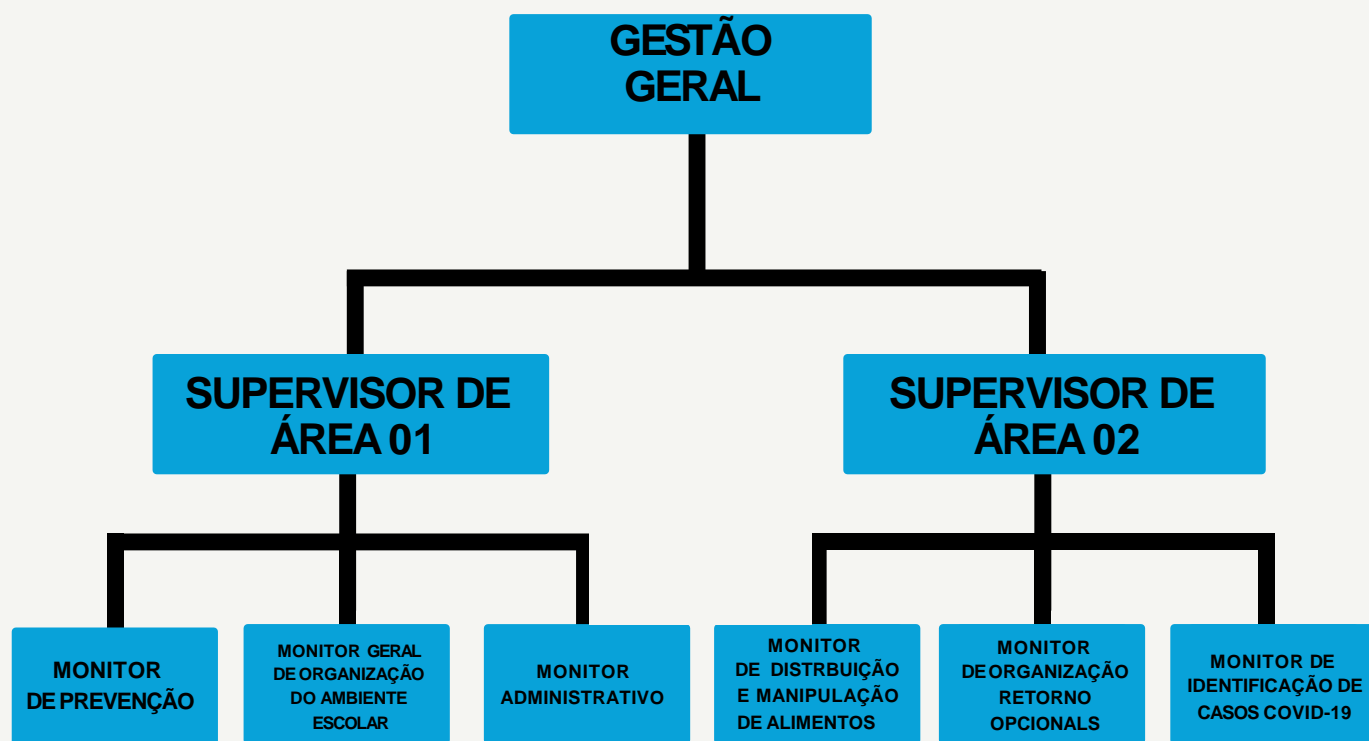 GESTÃO
GERAL
SUPERVISOR DE
ÁREA 01
SUPERVISOR DE
ÁREA 02
MONITOR
DE PREVENÇÃO
MONITOR GERAL
DE ORGANIZAÇÃO
DO AMBIENTE
ESCOLAR
MONITOR
ADMINISTRATIVO
MONITOR
DE DISTRBUIÇÃO
E MANIPULAÇÃO
DE ALIMENTOS
MONITOR
DE ORGANIZAÇÃO
RETORNO
OPCIONALS
MONITOR DE
IDENTIFICAÇÃO DE
CASOS COVID-19